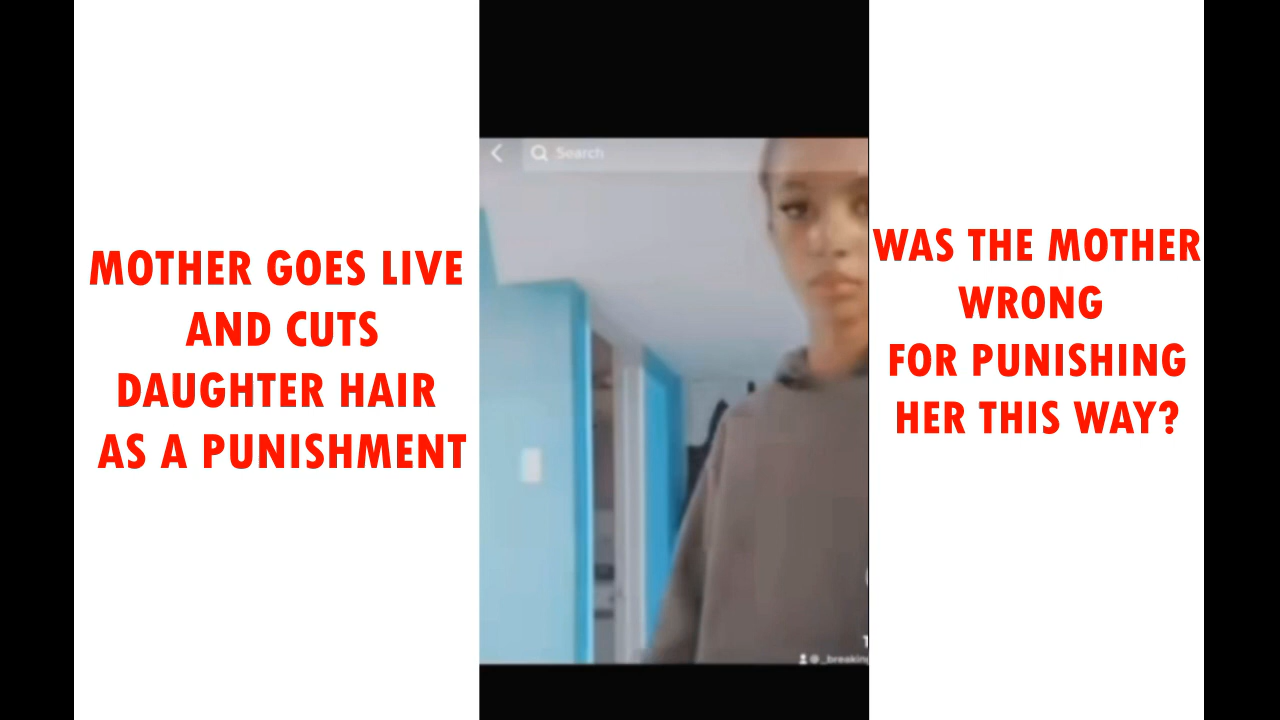 MOTHER GOES LIVE
AND CUTS
DAUGHTER HAIR
AS A PUNISHMENT
Search
WAS THE MOTHER
WRONG
FOR PUNISHING
HER THIS WAY?